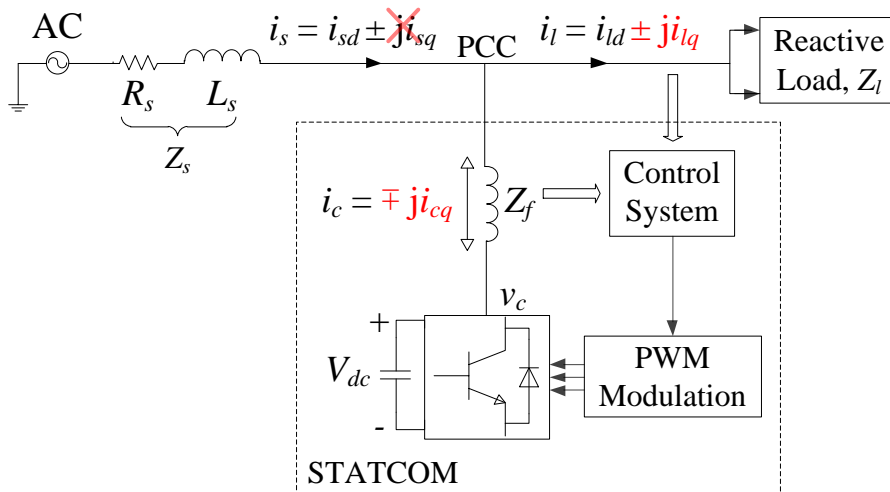 AC
i_s = i_sd ± ji_sq
PCC
i_l = i_ld ± ji_lq
Reactive
Load, Z_l
R_s
L_s
Z_s
i_c = ∓ ji_cq
Z_f
Control
System
v_c
+
V_dc
-
PWM
Modulation
STATCOM